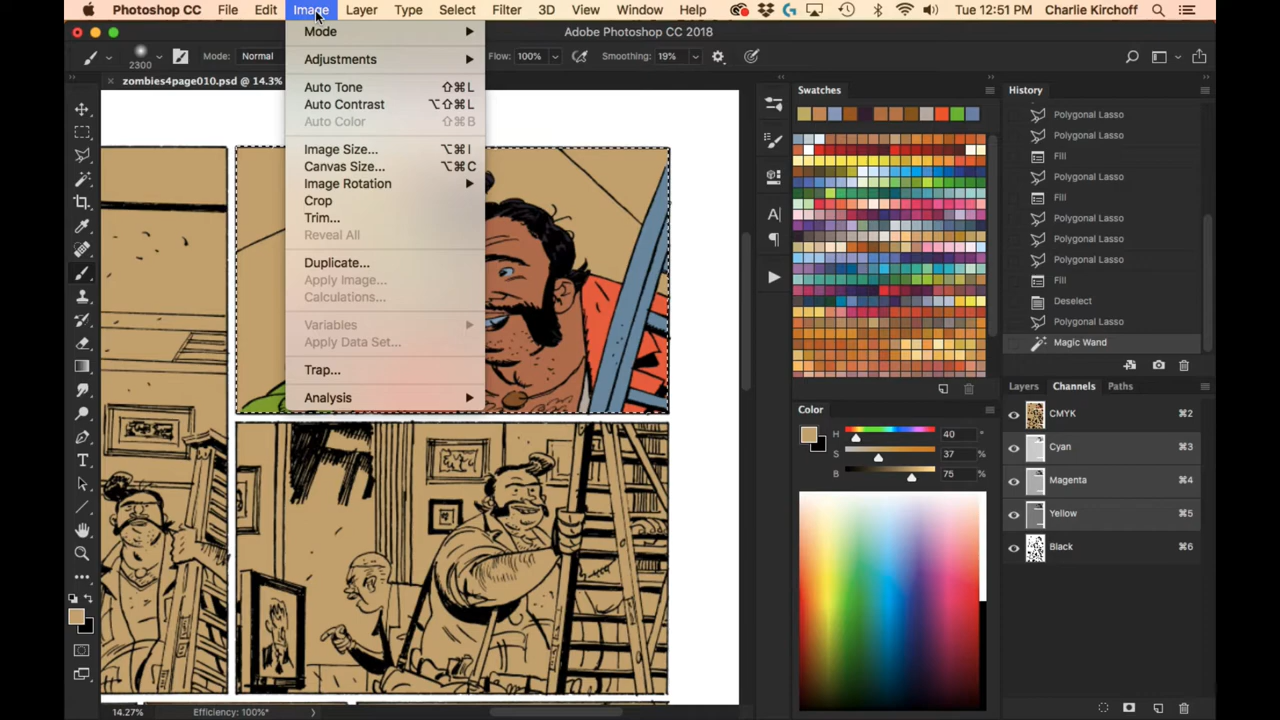 Photoshop CC File Edit Image Layer Type Select Filter 3D View Window Help Tue 12:51 PM Charlie Kirchoff
Adobe Photoshop CC 2018
2300 Mode: Normal Flow: 100% Smoothing: 19%
zombies4page010.psd @ 14.3%
Mode
Adjustments
Auto Tone ⇧⌘L
Auto Contrast ⌥⇧⌘L
Auto Color ⇧⌘B
Image Size... ⌥⌘I
Canvas Size... ⌥⌘C
Image Rotation
Crop
Trim...
Reveal All
Duplicate...
Apply Image...
Calculations...
Variables
Apply Data Set...
Trap...
Analysis
Swatches
History
Polygonal Lasso
Polygonal Lasso
Fill
Polygonal Lasso
Fill
Polygonal Lasso
Polygonal Lasso
Polygonal Lasso
Fill
Deselect
Polygonal Lasso
Magic Wand
Color
H 40 °
S 37 %
B 75 %
Layers Channels Paths
CMYK ⌘2
Cyan ⌘3
Magenta ⌘4
Yellow ⌘5
Black ⌘6
14.27% Efficiency: 100%*